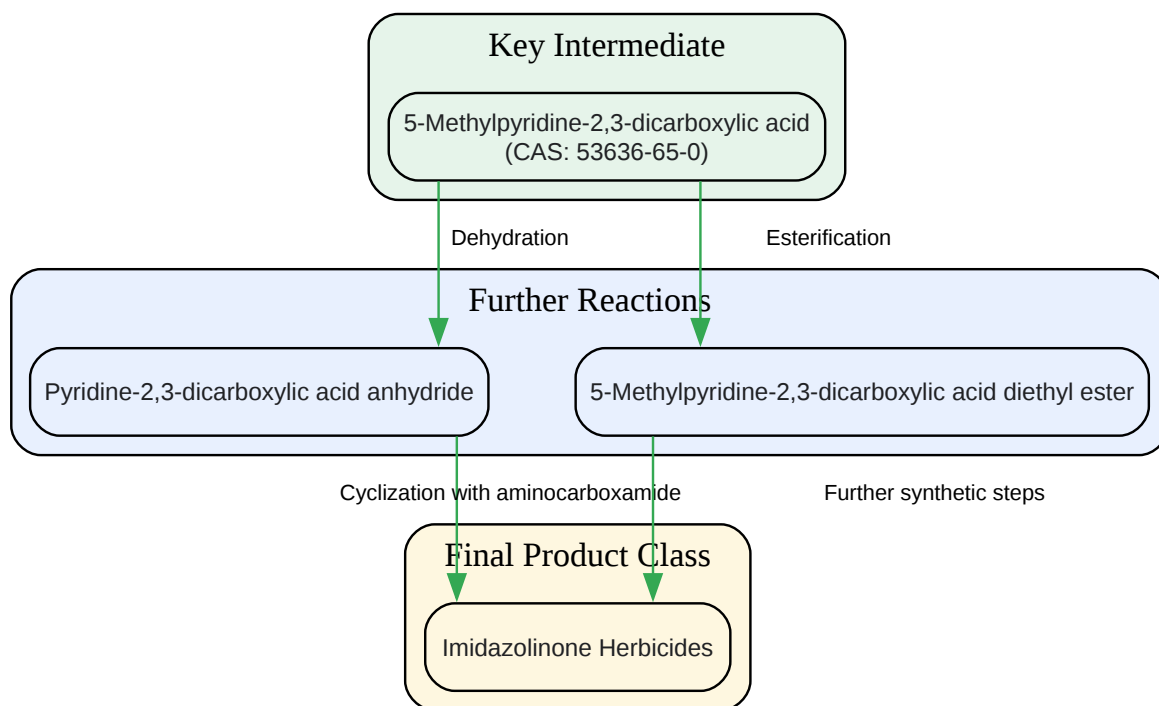 Key Intermediate
5-Methylpyridine-2,3-dicarboxylic acid
(CAS: 53636-65-0)
Dehydration
Esterification
Further Reactions
Pyridine-2,3-dicarboxylic acid anhydride
5-Methylpyridine-2,3-dicarboxylic acid diethyl ester
Cyclization with aminocarboxamide
Further synthetic steps
Final Product Class
Imidazolinone Herbicides